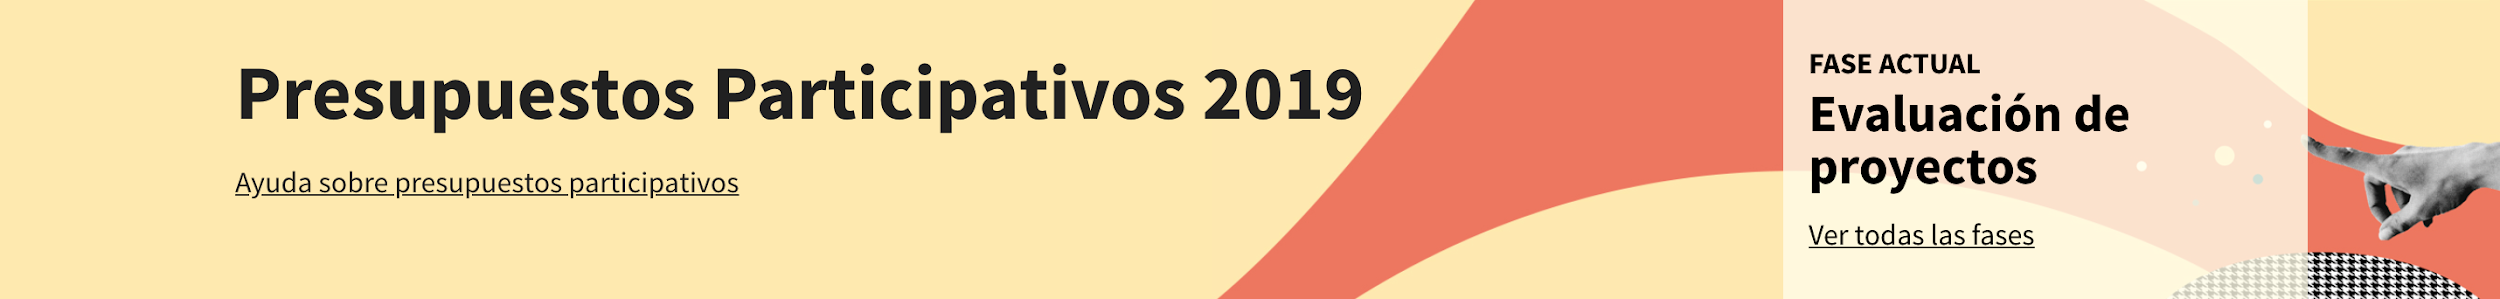 Presupuestos Participativos 2019
Ayuda sobre presupuestos participativos
FASE ACTUAL
Evaluación de
proyectos
Ver todas las fases